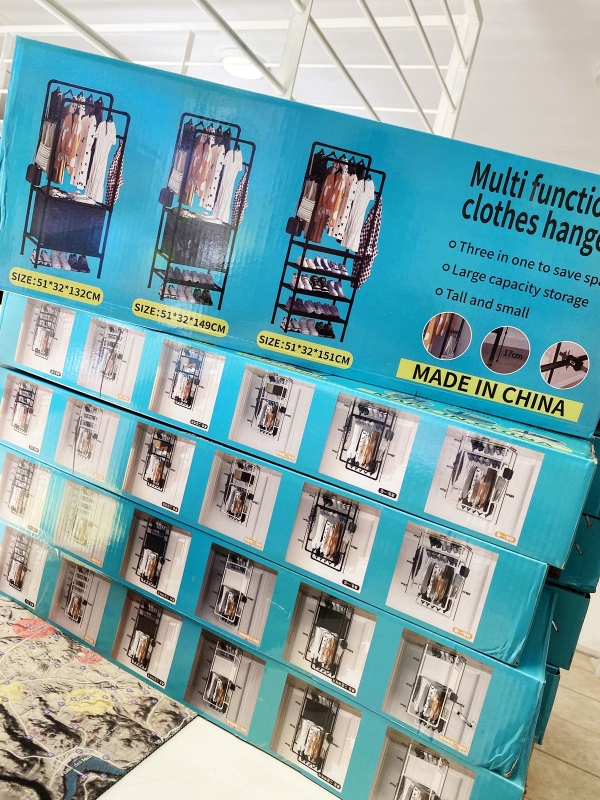 Multi functio
clothes hange
Three in one to save spa
Large capacity storage
Tall and small
17cm
MADE IN CHINA
SIZE:51*32*132CM
SIZE:51*32*149CM
SIZE:51*32*151CM